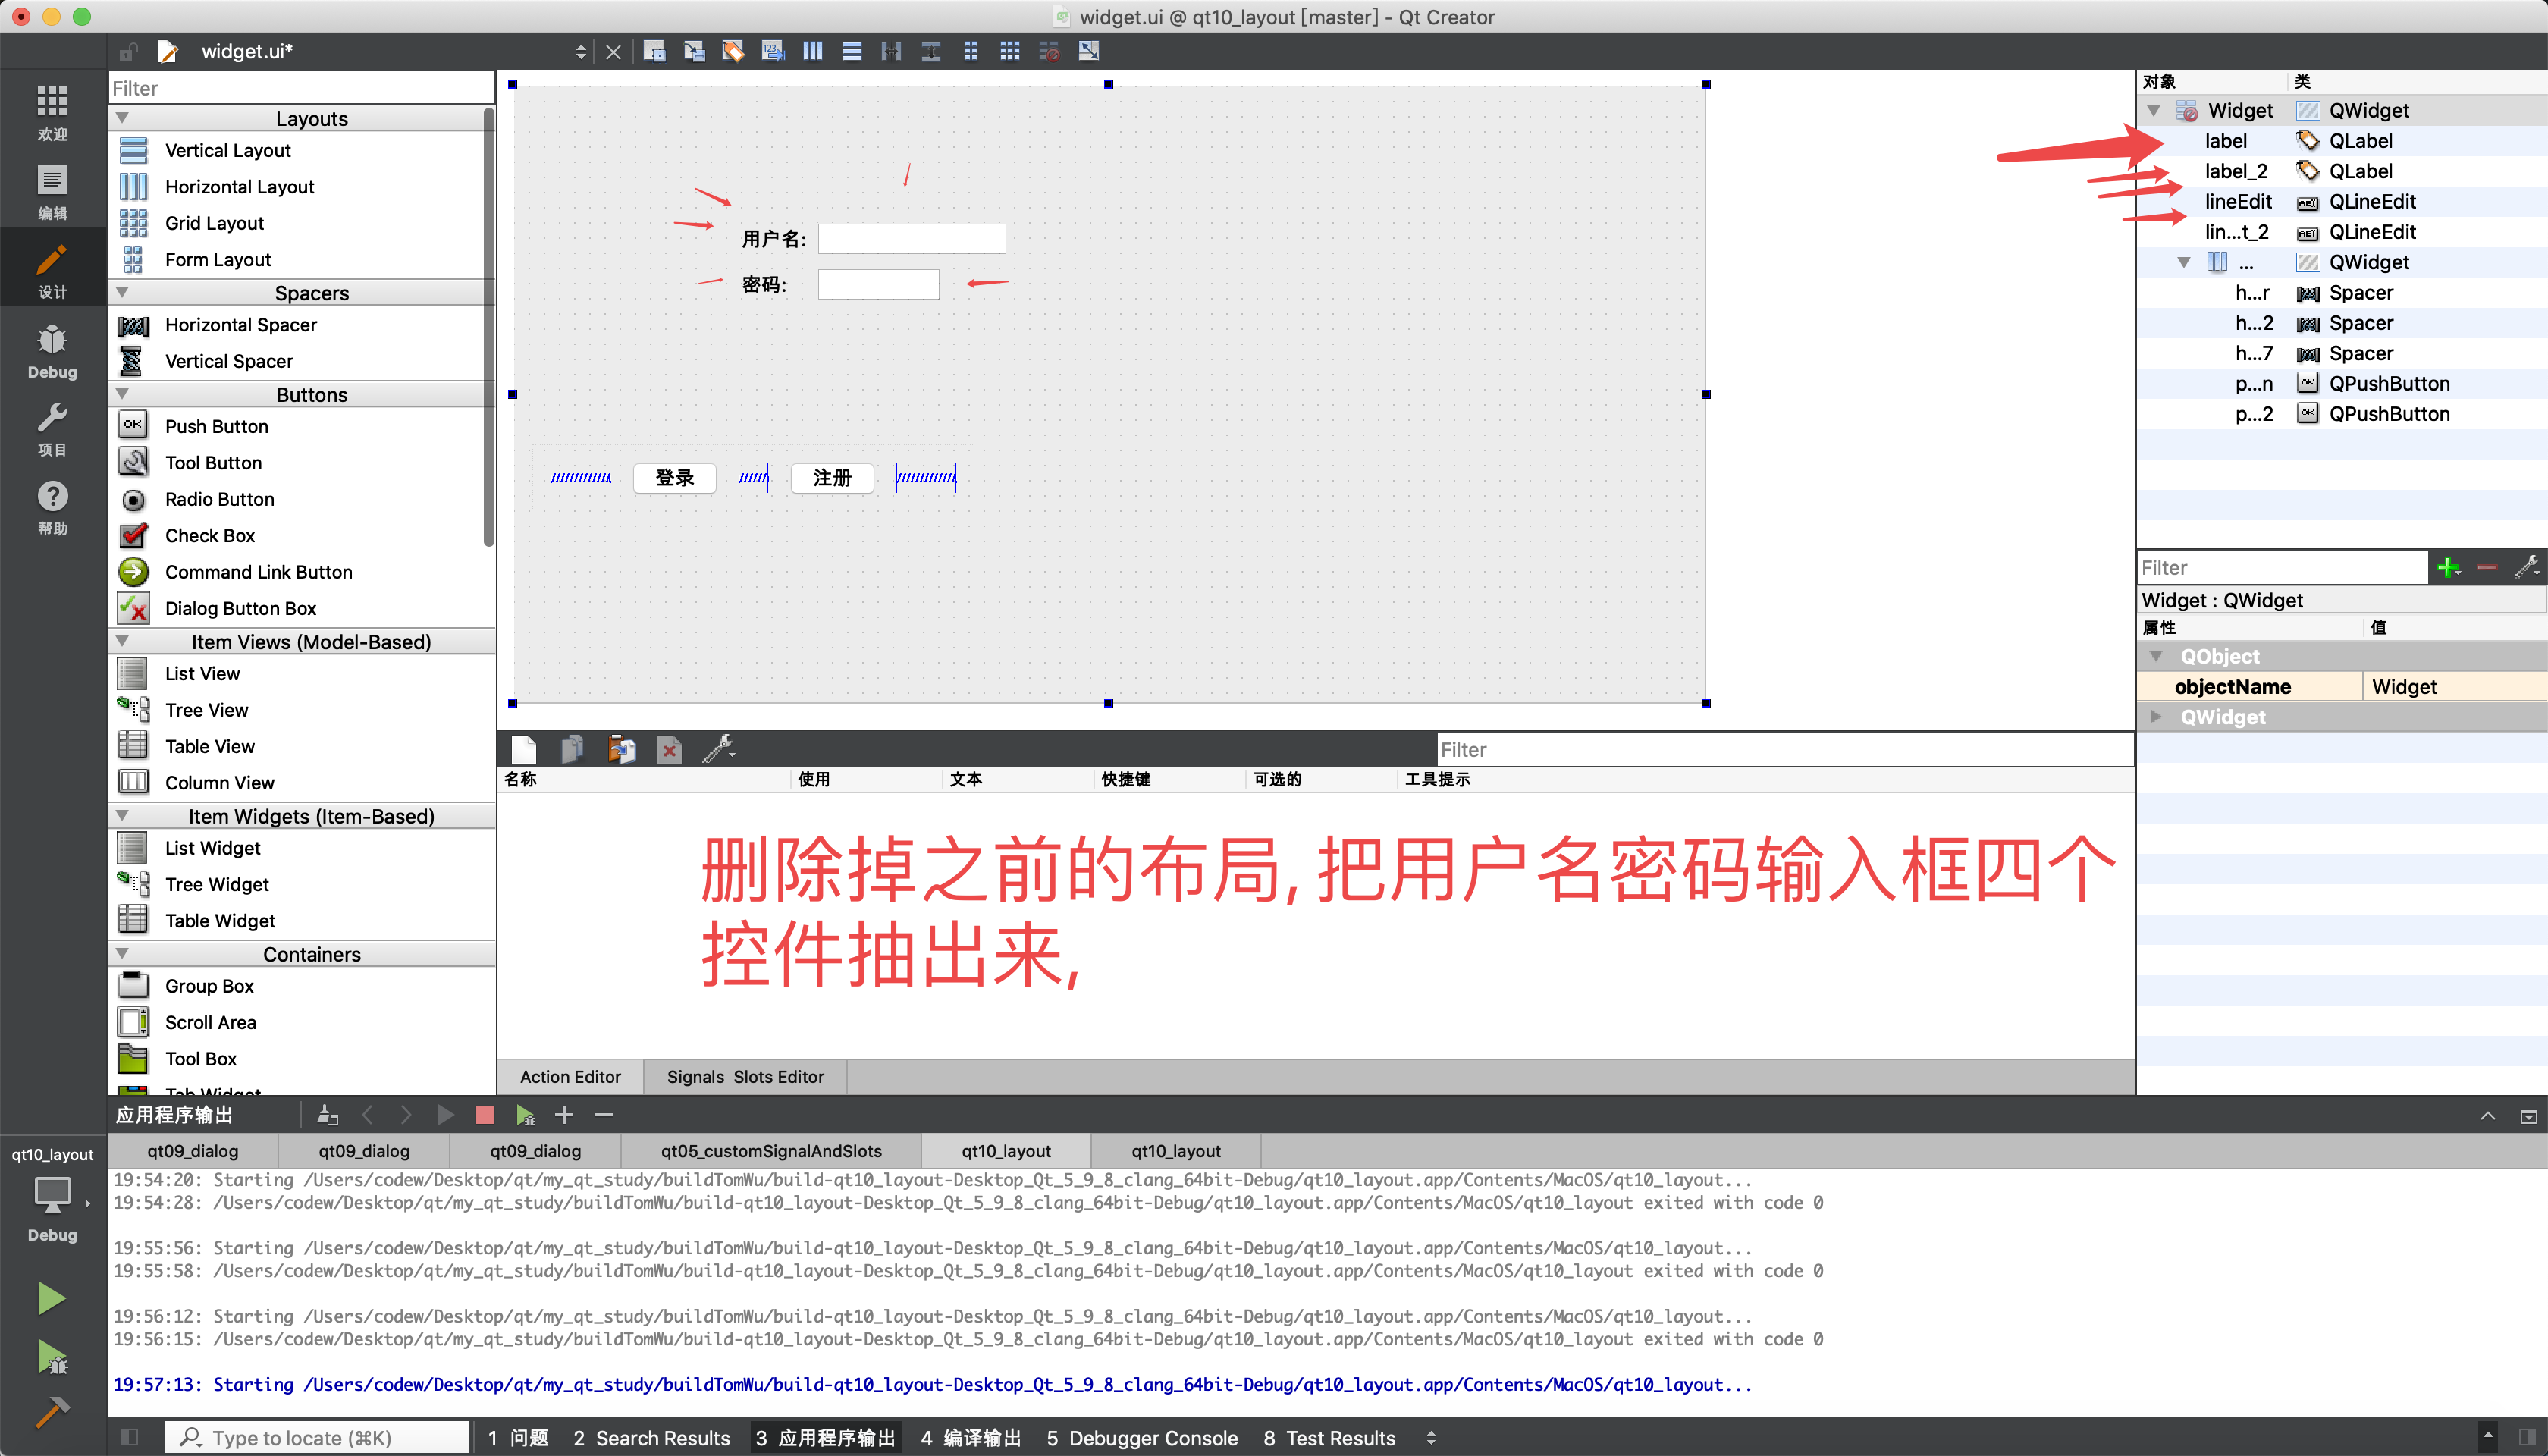 widget.ui @ qt10_layout [master] - Qt Creator
widget.ui*
欢迎
编辑
设计
Debug
项目
帮助
Filter
Layouts
Vertical Layout
Horizontal Layout
Grid Layout
Form Layout
Spacers
Horizontal Spacer
Vertical Spacer
Buttons
OK Push Button
Tool Button
Radio Button
Check Box
Command Link Button
Dialog Button Box
Item Views (Model-Based)
List View
Tree View
Table View
Column View
Item Widgets (Item-Based)
List Widget
Tree Widget
Table Widget
Containers
Group Box
Scroll Area
Tool Box
Tab Widget
用户名:
密码:
登录
注册
对象 类
Widget QWidget
label QLabel
label_2 QLabel
lineEdit QLineEdit
lin...t_2 QLineEdit
... QWidget
h...r Spacer
h...2 Spacer
h...7 Spacer
p...n QPushButton
p...2 QPushButton
Filter
Widget : QWidget
属性 值
QObject
objectName Widget
QWidget
Filter
名称 使用 文本 快捷键 可选的 工具提示
删除掉之前的布局, 把用户名密码输入框四个
控件抽出来,
Action Editor Signals Slots Editor
应用程序输出
qt09_dialog qt09_dialog qt09_dialog qt05_customSignalAndSlots qt10_layout qt10_layout
19:54:20: Starting /Users/codew/Desktop/qt/my_qt_study/buildTomWu/build-qt10_layout-Desktop_Qt_5_9_8_clang_64bit-Debug/qt10_layout.app/Contents/MacOS/qt10_layout...
19:54:28: /Users/codew/Desktop/qt/my_qt_study/buildTomWu/build-qt10_layout-Desktop_Qt_5_9_8_clang_64bit-Debug/qt10_layout.app/Contents/MacOS/qt10_layout exited with code 0
19:55:56: Starting /Users/codew/Desktop/qt/my_qt_study/buildTomWu/build-qt10_layout-Desktop_Qt_5_9_8_clang_64bit-Debug/qt10_layout.app/Contents/MacOS/qt10_layout...
19:55:58: /Users/codew/Desktop/qt/my_qt_study/buildTomWu/build-qt10_layout-Desktop_Qt_5_9_8_clang_64bit-Debug/qt10_layout.app/Contents/MacOS/qt10_layout exited with code 0
19:56:12: Starting /Users/codew/Desktop/qt/my_qt_study/buildTomWu/build-qt10_layout-Desktop_Qt_5_9_8_clang_64bit-Debug/qt10_layout.app/Contents/MacOS/qt10_layout...
19:56:15: /Users/codew/Desktop/qt/my_qt_study/buildTomWu/build-qt10_layout-Desktop_Qt_5_9_8_clang_64bit-Debug/qt10_layout.app/Contents/MacOS/qt10_layout exited with code 0
19:57:13: Starting /Users/codew/Desktop/qt/my_qt_study/buildTomWu/build-qt10_layout-Desktop_Qt_5_9_8_clang_64bit-Debug/qt10_layout.app/Contents/MacOS/qt10_layout...
qt10_layout
Debug
Type to locate (⌘K) 1 问题 2 Search Results 3 应用程序输出 4 编译输出 5 Debugger Console 8 Test Results